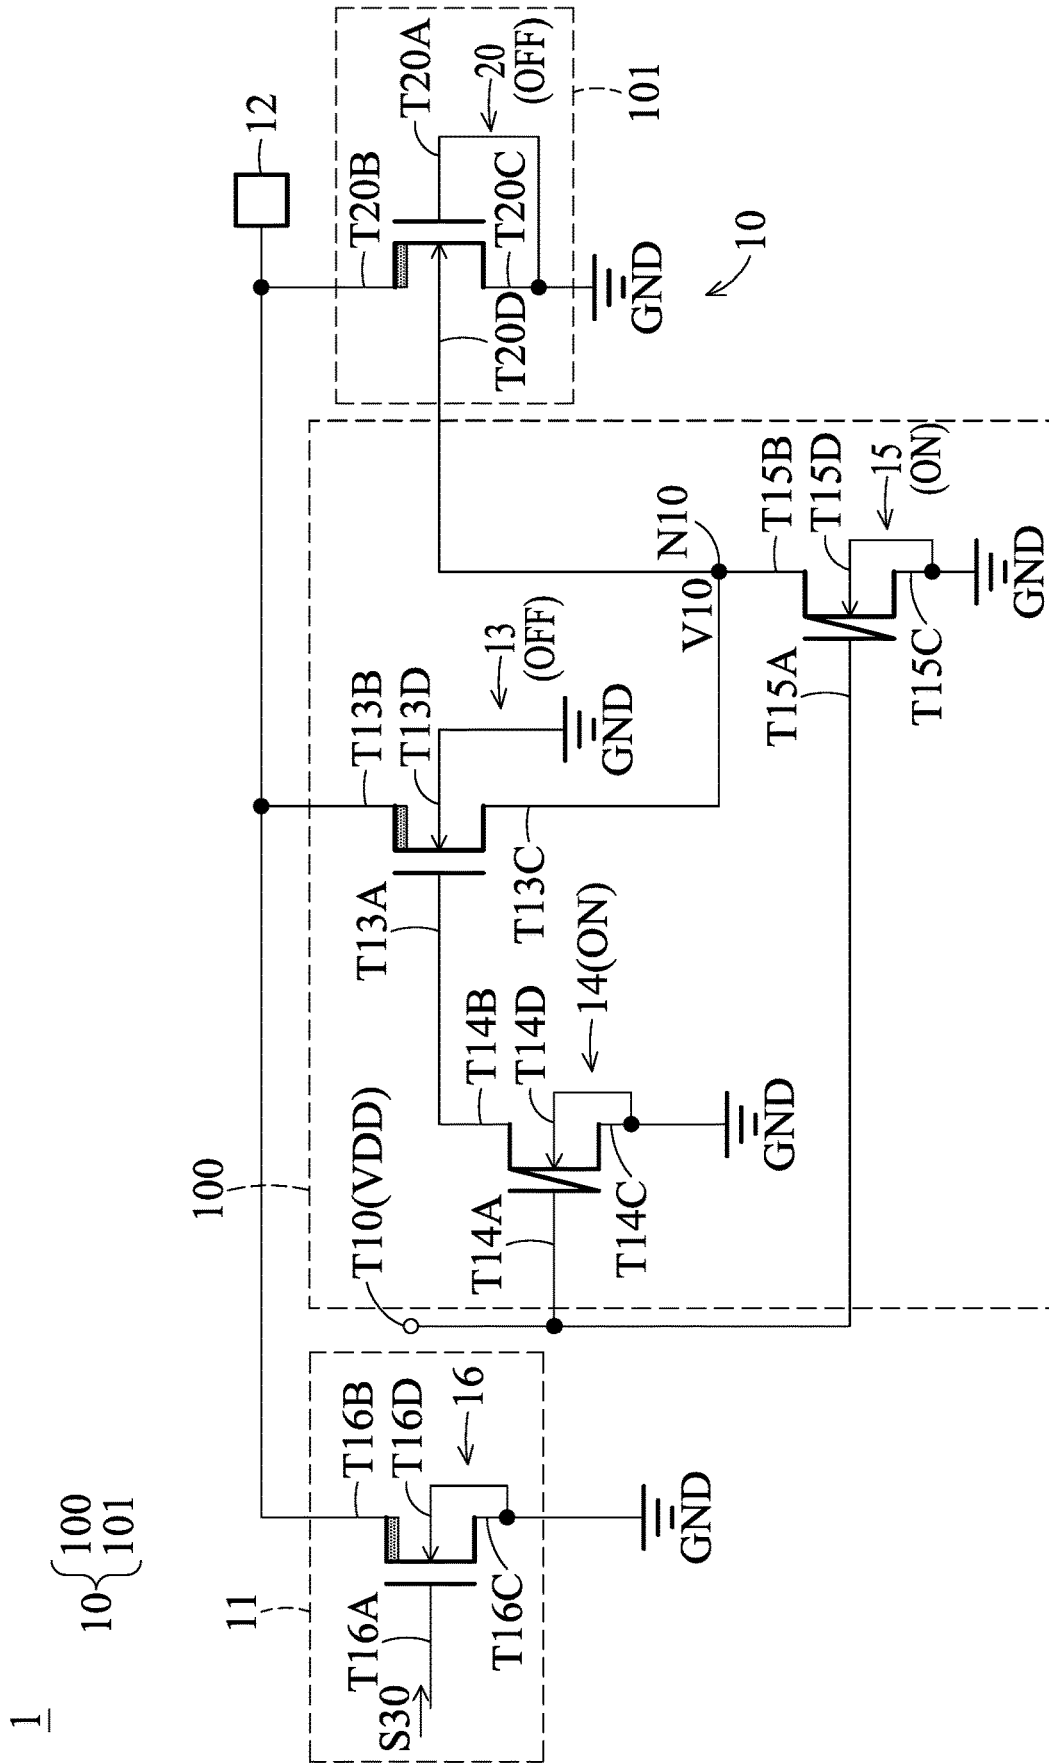 1
10
100
101
11
T16A
T16B
T16D
16
T16C
S30
GND
100
T10(VDD)
T14A
T14B
T14D
14(ON)
T14C
GND
T13A
T13B
T13D
13
(OFF)
T13C
GND
N10
V10
T15A
T15B
T15D
15
(ON)
T15C
GND
12
T20B
T20A
20
(OFF)
T20C
T20D
GND
101
10